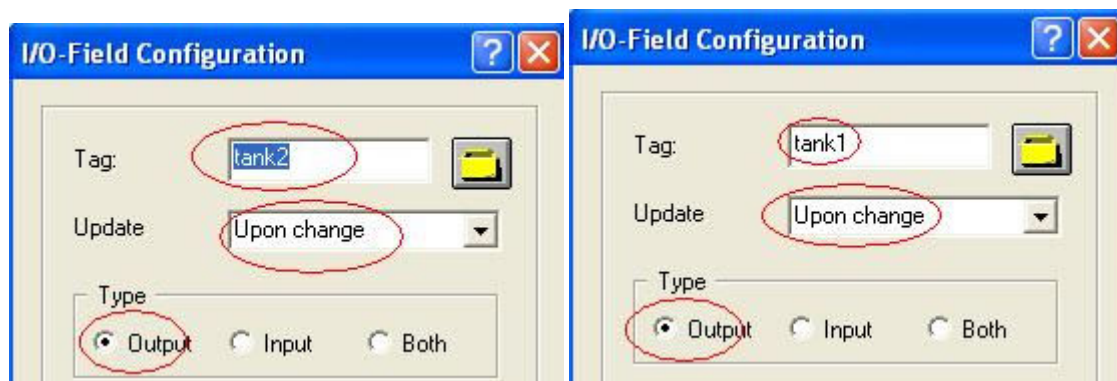 I/O-Field Configuration
Tag:
tank2
Update
Upon change
Type
Output
Input
Both
I/O-Field Configuration
Tag:
tank1
Update
Upon change
Type
Output
Input
Both